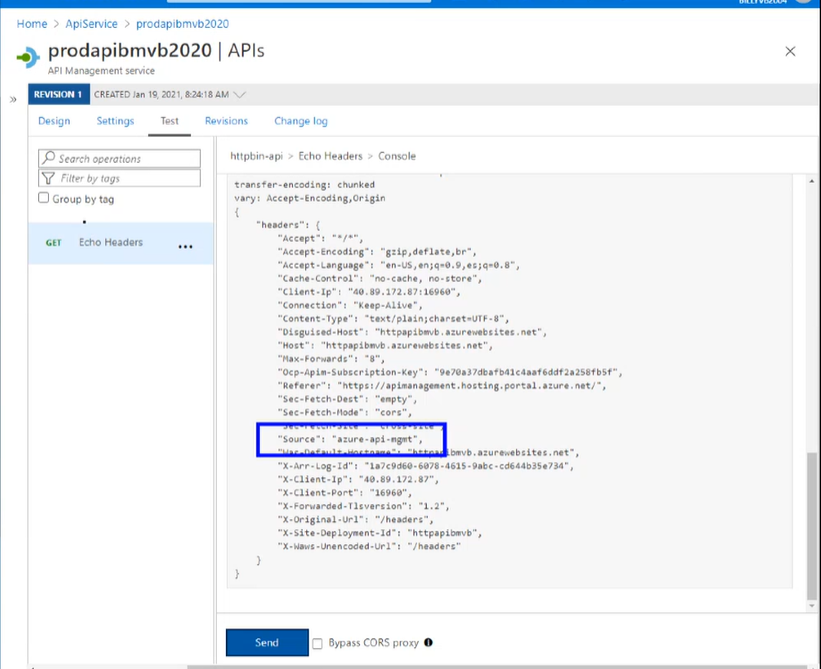 Home > ApiService > prodapibmvb2020
prodapibmvb2020 | APIs
API Management service
REVISION 1 CREATED Jan 19, 2021, 8:24:18 AM
Design Settings Test Revisions Change log
Search operations
Filter by tags
Group by tag
GET Echo Headers ...
httpbin-api > Echo Headers > Console
transfer-encoding: chunked
vary: Accept-Encoding,Origin
{
"headers": {
"Accept": "*/*",
"Accept-Encoding": "gzip,deflate,br",
"Accept-Language": "en-US,en;q=0.9,es;q=0.8",
"Cache-Control": "no-cache, no-store",
"Client-Ip": "40.89.172.87:16960",
"Connection": "Keep-Alive",
"Content-Type": "text/plain;charset=UTF-8",
"Disguised-Host": "httpapibmvb.azurewebsites.net",
"Host": "httpapibmvb.azurewebsites.net",
"Max-Forwards": "8",
"Ocp-Apim-Subscription-Key": "9e70a37dbafb41c4aaf6ddf2a258fb5f",
"Referer": "https://apimanagement.hosting.portal.azure.net/",
"Sec-Fetch-Dest": "empty",
"Sec-Fetch-Mode": "cors",
"Sec-Fetch-Site": "cross-site",
"Source": "azure-api-mgmt",
"Was-Default-Hostname": "httpapibmvb.azurewebsites.net",
"X-Arr-Log-Id": "1a7c9d60-6078-4615-9abc-cd644b35e734",
"X-Client-Ip": "40.89.172.87",
"X-Client-Port": "16960",
"X-Forwarded-Tlsversion": "1.2",
"X-Original-Url": "/headers",
"X-Site-Deployment-Id": "httpapibmvb",
"X-Waws-Unencoded-Url": "/headers"
}
}
Send Bypass CORS proxy